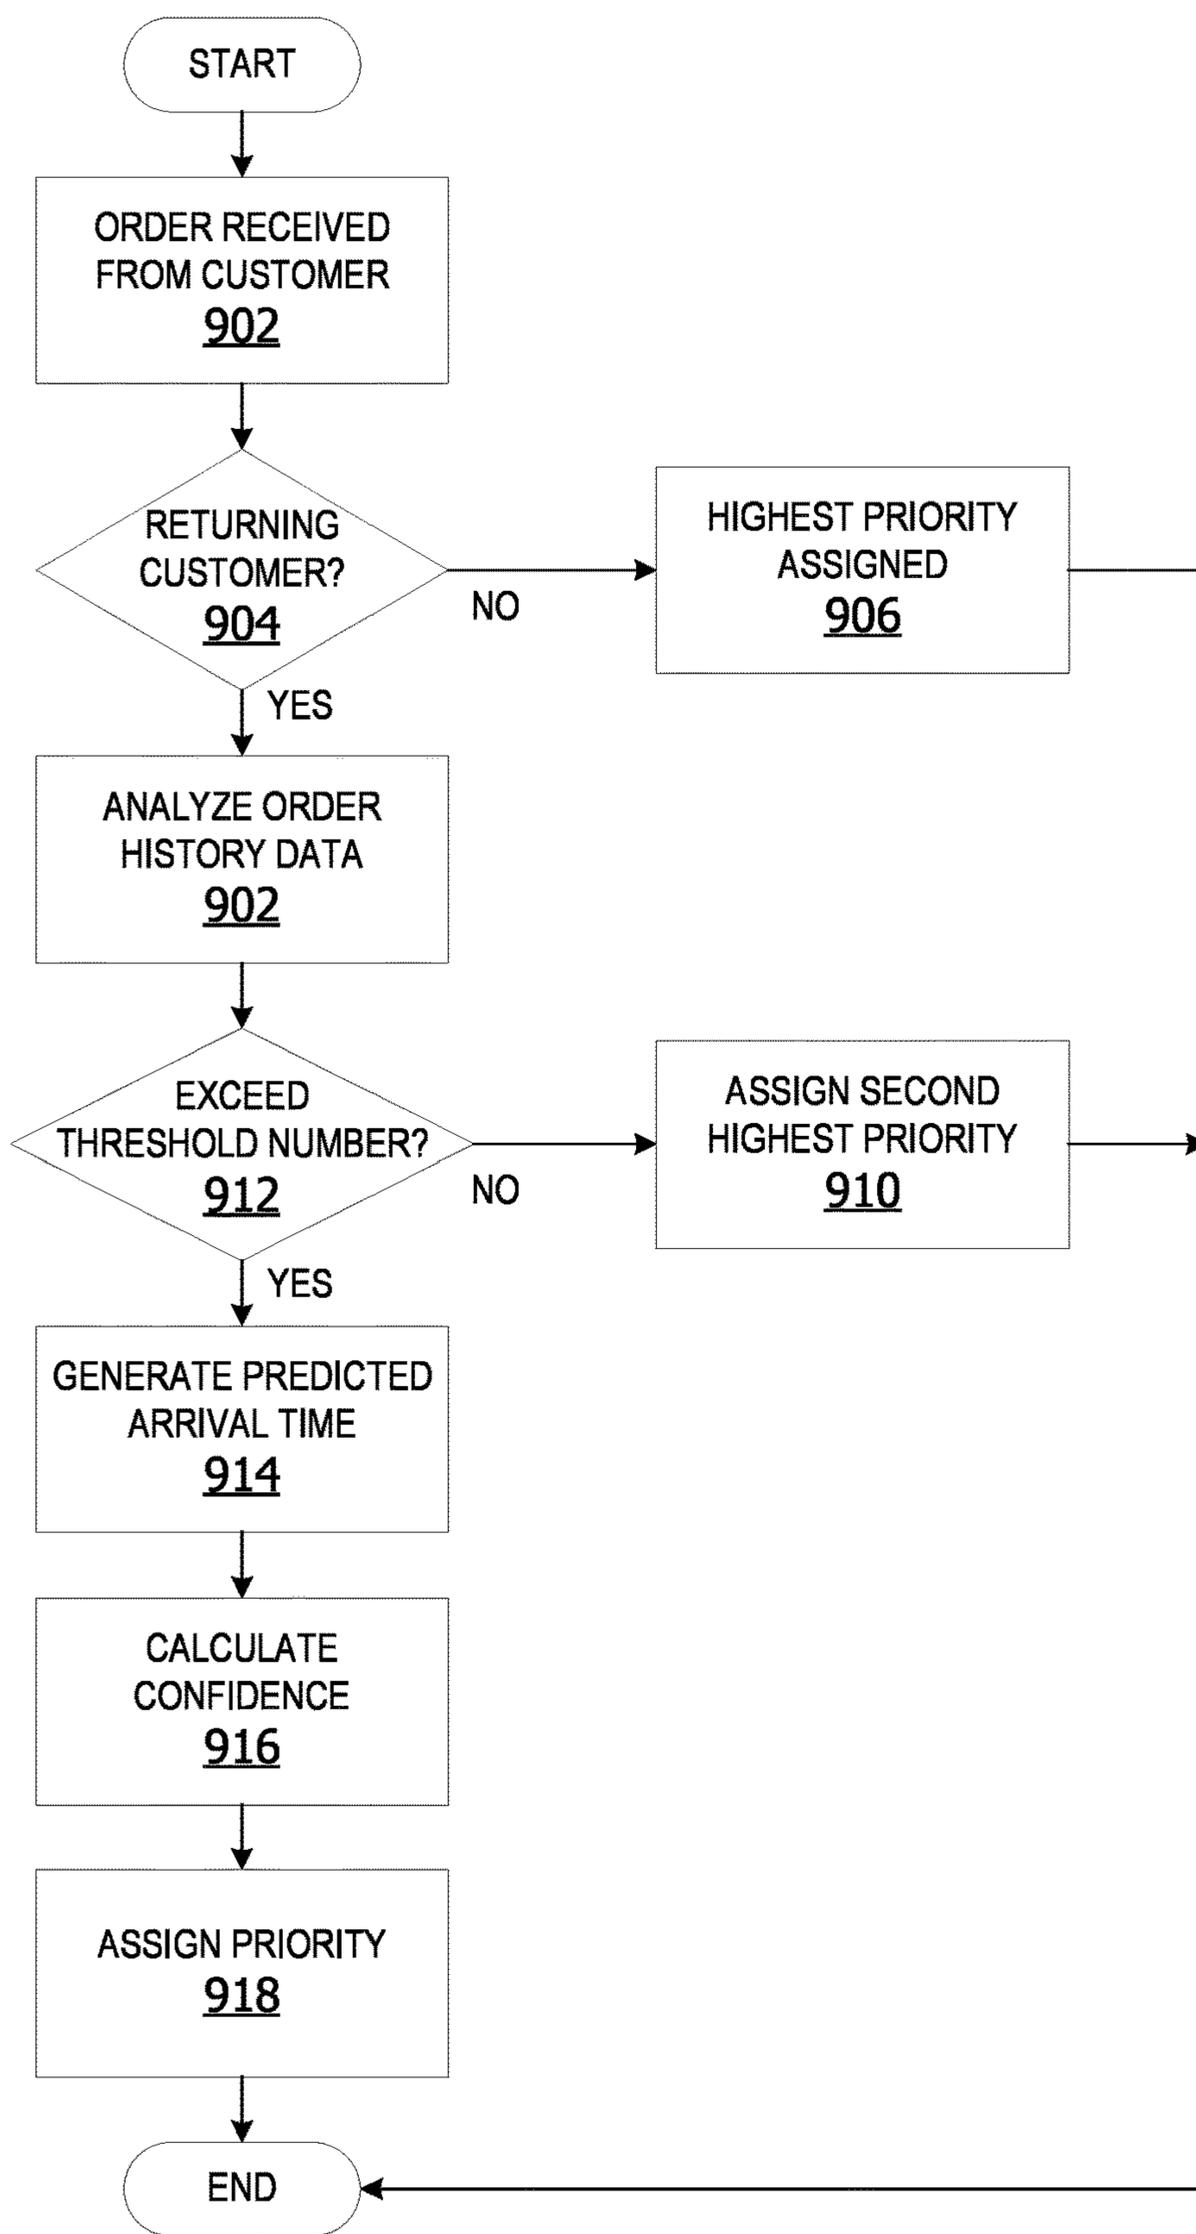 START
ORDER RECEIVED
FROM CUSTOMER
902
RETURNING
CUSTOMER?
904
NO
HIGHEST PRIORITY
ASSIGNED
906
YES
ANALYZE ORDER
HISTORY DATA
902
EXCEED
THRESHOLD NUMBER?
912
NO
ASSIGN SECOND
HIGHEST PRIORITY
910
YES
GENERATE PREDICTED
ARRIVAL TIME
914
CALCULATE
CONFIDENCE
916
ASSIGN PRIORITY
918
END